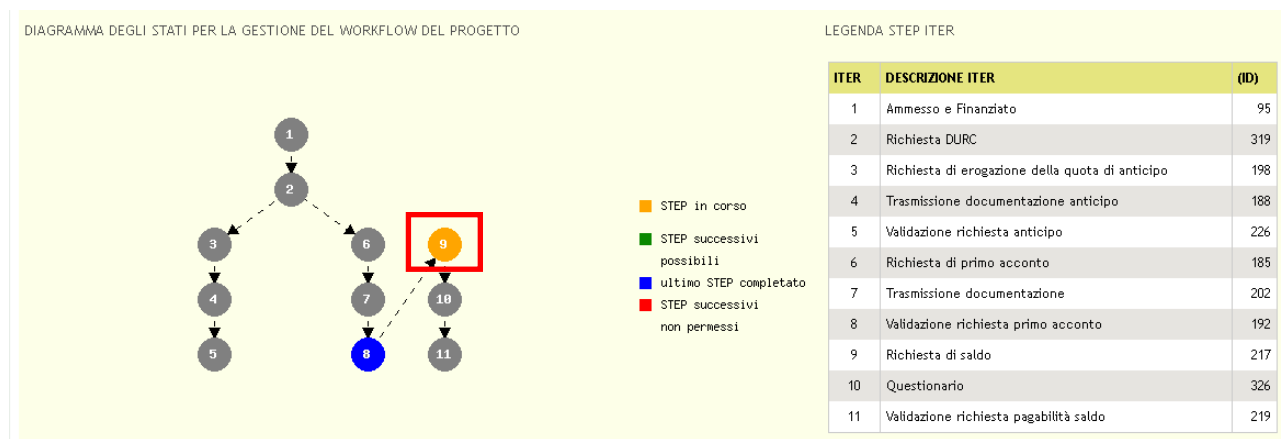 DIAGRAMMA DEGLI STATI PER LA GESTIONE DEL WORKFLOW DEL PROGETTO
1
2
3
6
9
4
7
10
5
8
11
STEP in corso
STEP successivi
possibili
ultimo STEP completato
STEP successivi
non permessi
LEGENDA STEP ITER
ITER DESCRIZIONE ITER (ID)
1 Ammesso e Finanziato 95
2 Richiesta DURC 319
3 Richiesta di erogazione della quota di anticipo 198
4 Trasmissione documentazione anticipo 188
5 Validazione richiesta anticipo 226
6 Richiesta di primo acconto 185
7 Trasmissione documentazione 202
8 Validazione richiesta primo acconto 192
9 Richiesta di saldo 217
10 Questionario 326
11 Validazione richiesta pagabilità saldo 219